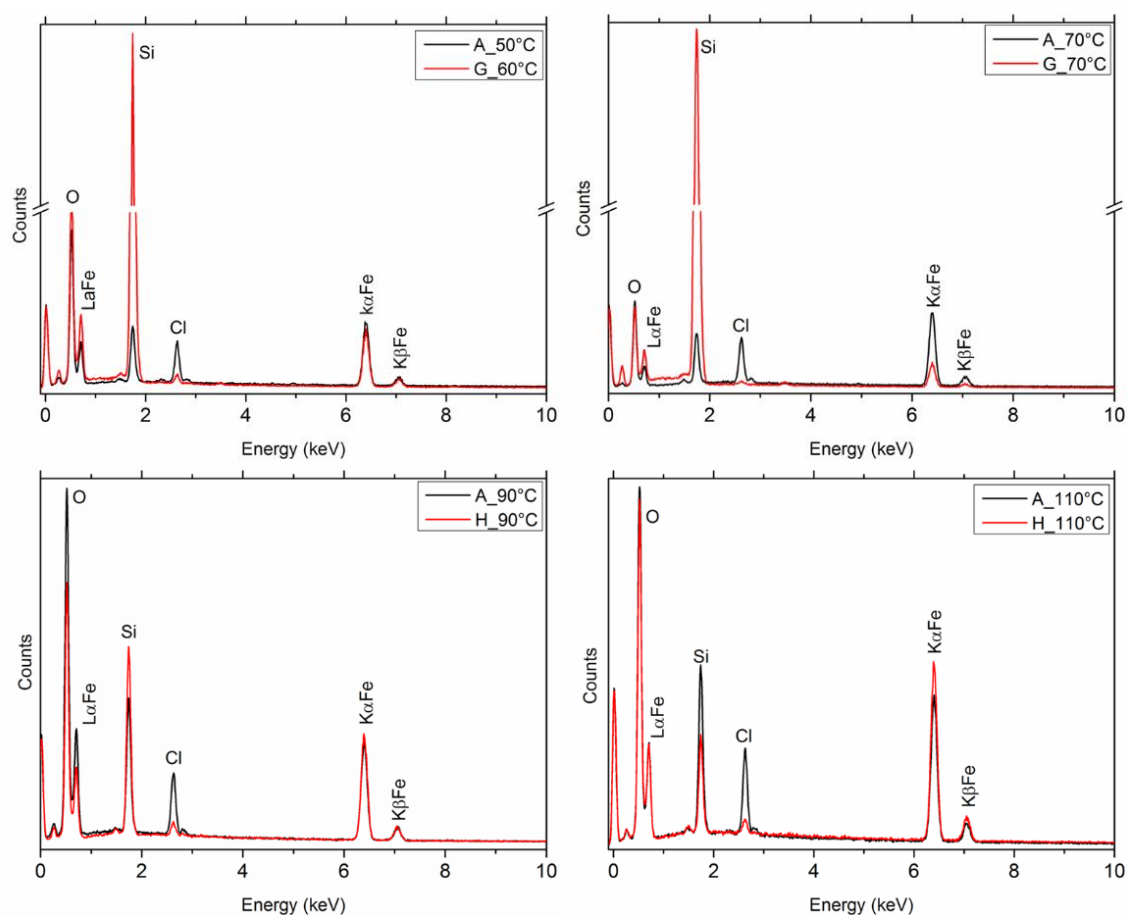 Si
A_50°C
G_60°C
O
LaFe
Cl
kαFe
KβFe
Counts
0 2 4 6 8 10
Energy (keV)
Si
A_70°C
G_70°C
O
LαFe
Cl
KαFe
KβFe
Counts
0 2 4 6 8 10
Energy (keV)
O
A_90°C
H_90°C
Si
LαFe
Cl
KαFe
KβFe
Counts
0 2 4 6 8 10
Energy (keV)
O
A_110°C
H_110°C
Si
LαFe
Cl
KαFe
KβFe
Counts
0 2 4 6 8 10
Energy (keV)